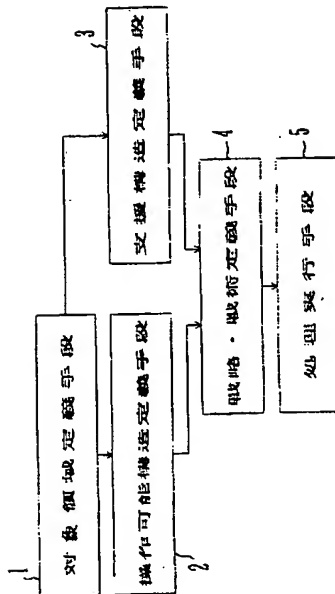 1
対象領域定義手段
2
操作可能構造定義手段
3
支援構造定義手段
4
戦略・戦術定義手段
5
処理実行手段